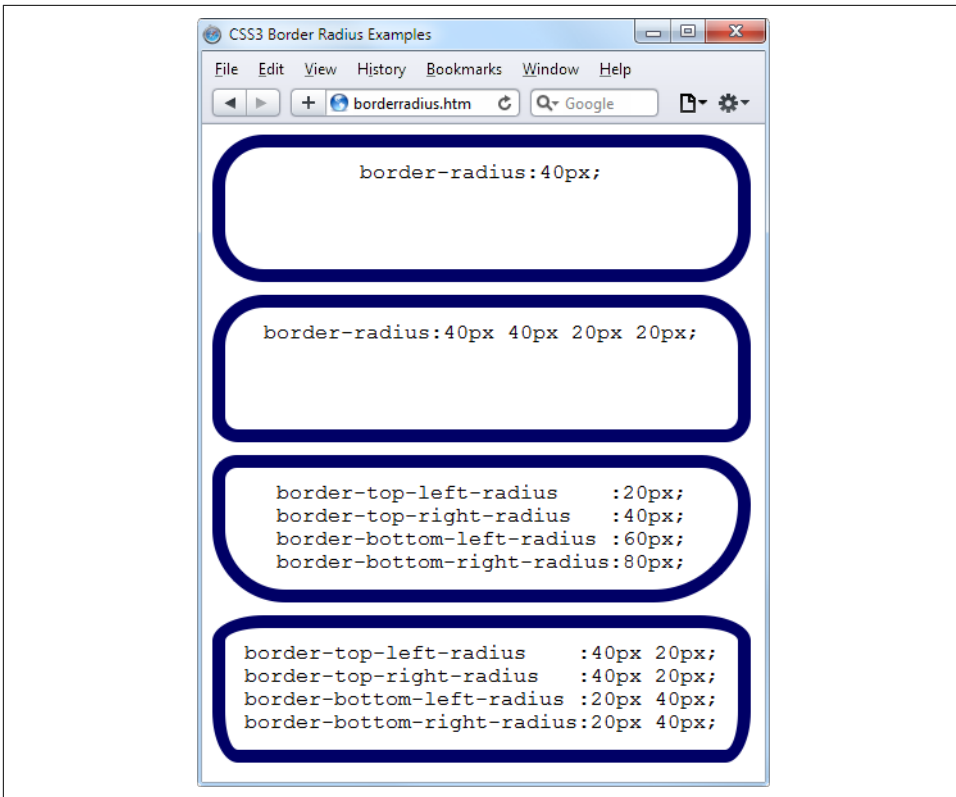 CSS3 Border Radius Examples
File Edit View History Bookmarks Window Help
borderradius.htm Google
border-radius:40px;
border-radius:40px 40px 20px 20px;
border-top-left-radius    :20px;
border-top-right-radius   :40px;
border-bottom-left-radius :60px;
border-bottom-right-radius:80px;
border-top-left-radius    :40px 20px;
border-top-right-radius   :40px 20px;
border-bottom-left-radius :20px 40px;
border-bottom-right-radius:20px 40px;